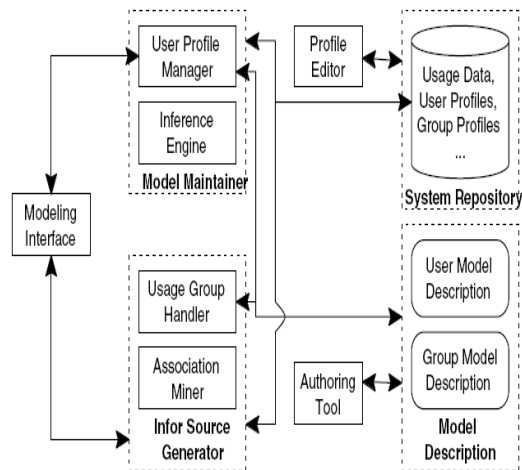 User Profile
Manager
Inference
Engine
Model Maintainer
Profile
Editor
Usage Data,
User Profiles,
Group Profiles
...
System Repository
Modeling
Interface
Usage Group
Handler
Association
Miner
Infor Source
Generator
Authoring
Tool
User Model
Description
Group Model
Description
Model
Description